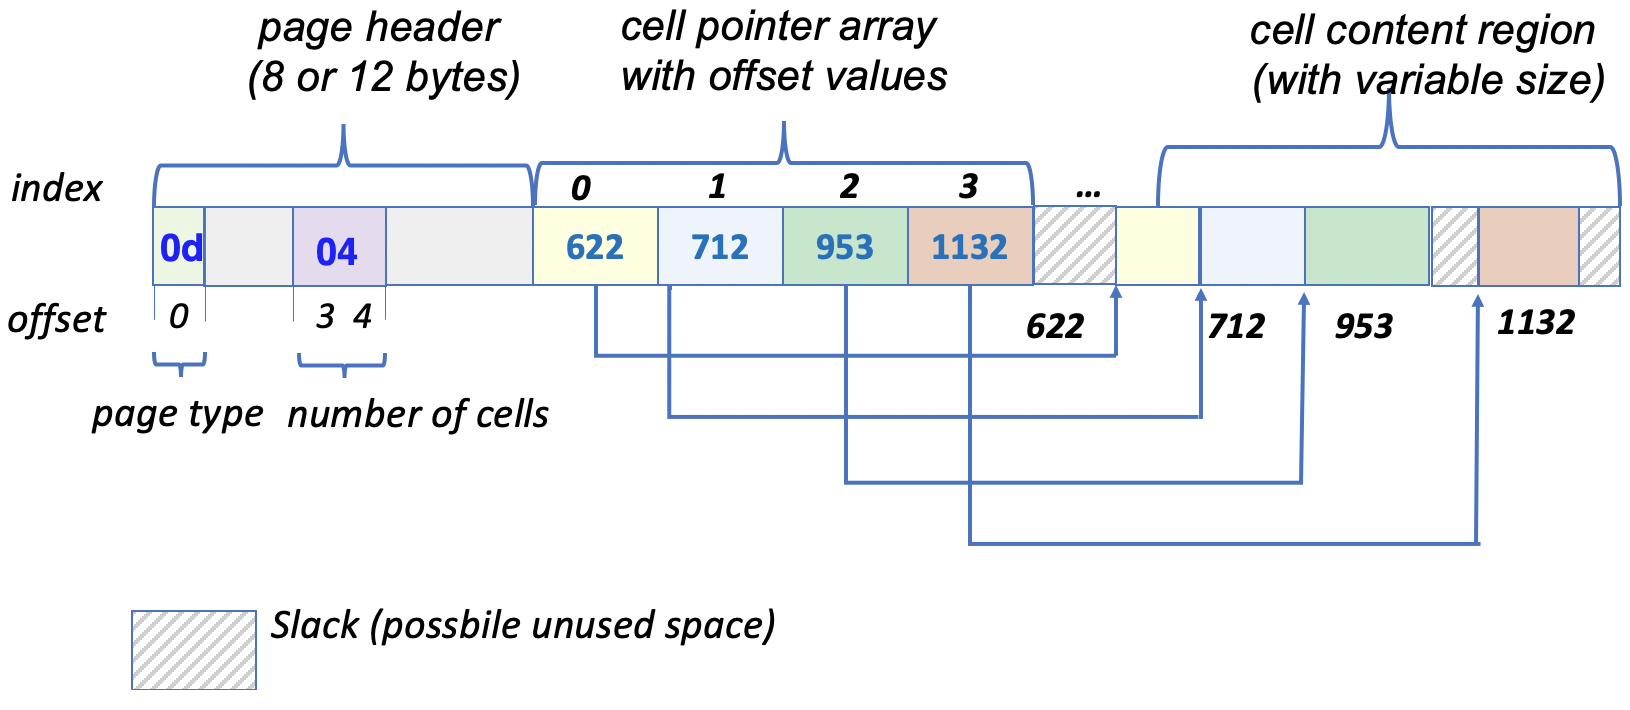 page header
(8 or 12 bytes)
cell pointer array
with offset values
cell content region
(with variable size)
index
0 1 2 3 ...
0d 04 622 712 953 1132
offset 0 3 4 622 712 953 1132
page type number of cells
Slack (possbile unused space)